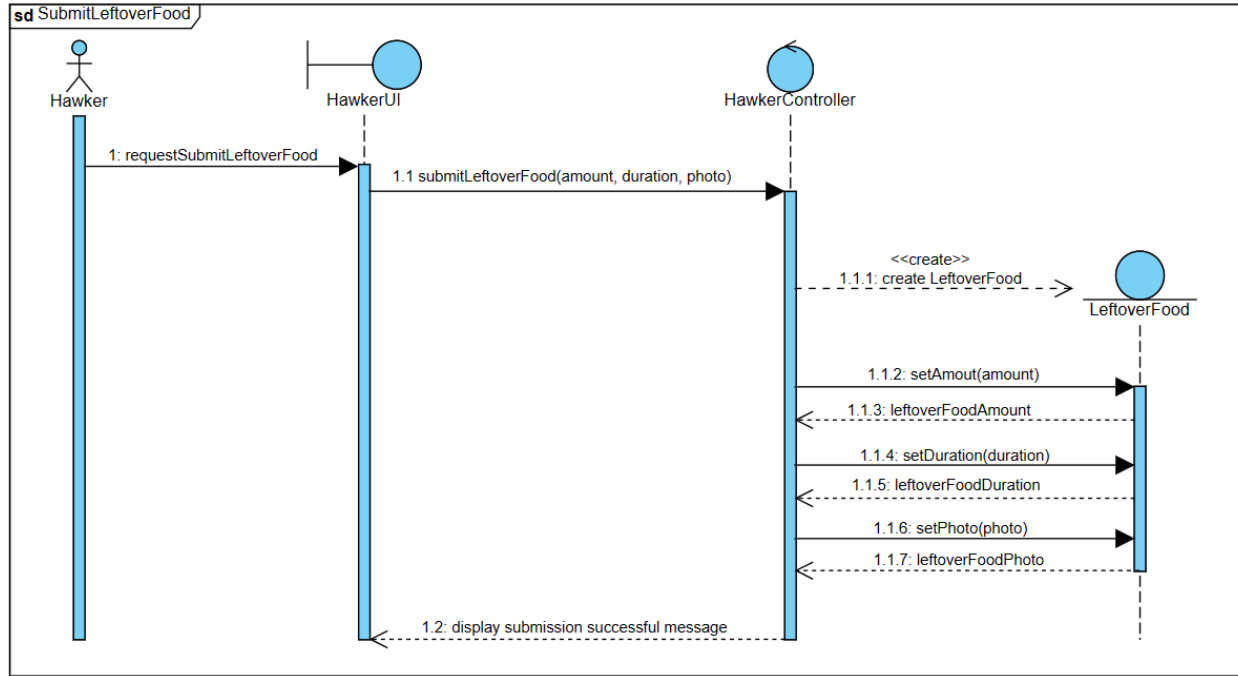 sd SubmitLeftoverFood
Hawker
HawkerUI
HawkerController
1: requestSubmitLeftoverFood
1.1 submitLeftoverFood(amount, duration, photo)
<<create>>
1.1.1: create LeftoverFood
LeftoverFood
1.1.2: setAmout(amount)
1.1.3: leftoverFoodAmount
1.1.4: setDuration(duration)
1.1.5: leftoverFoodDuration
1.1.6: setPhoto(photo)
1.1.7: leftoverFoodPhoto
1.2: display submission successful message